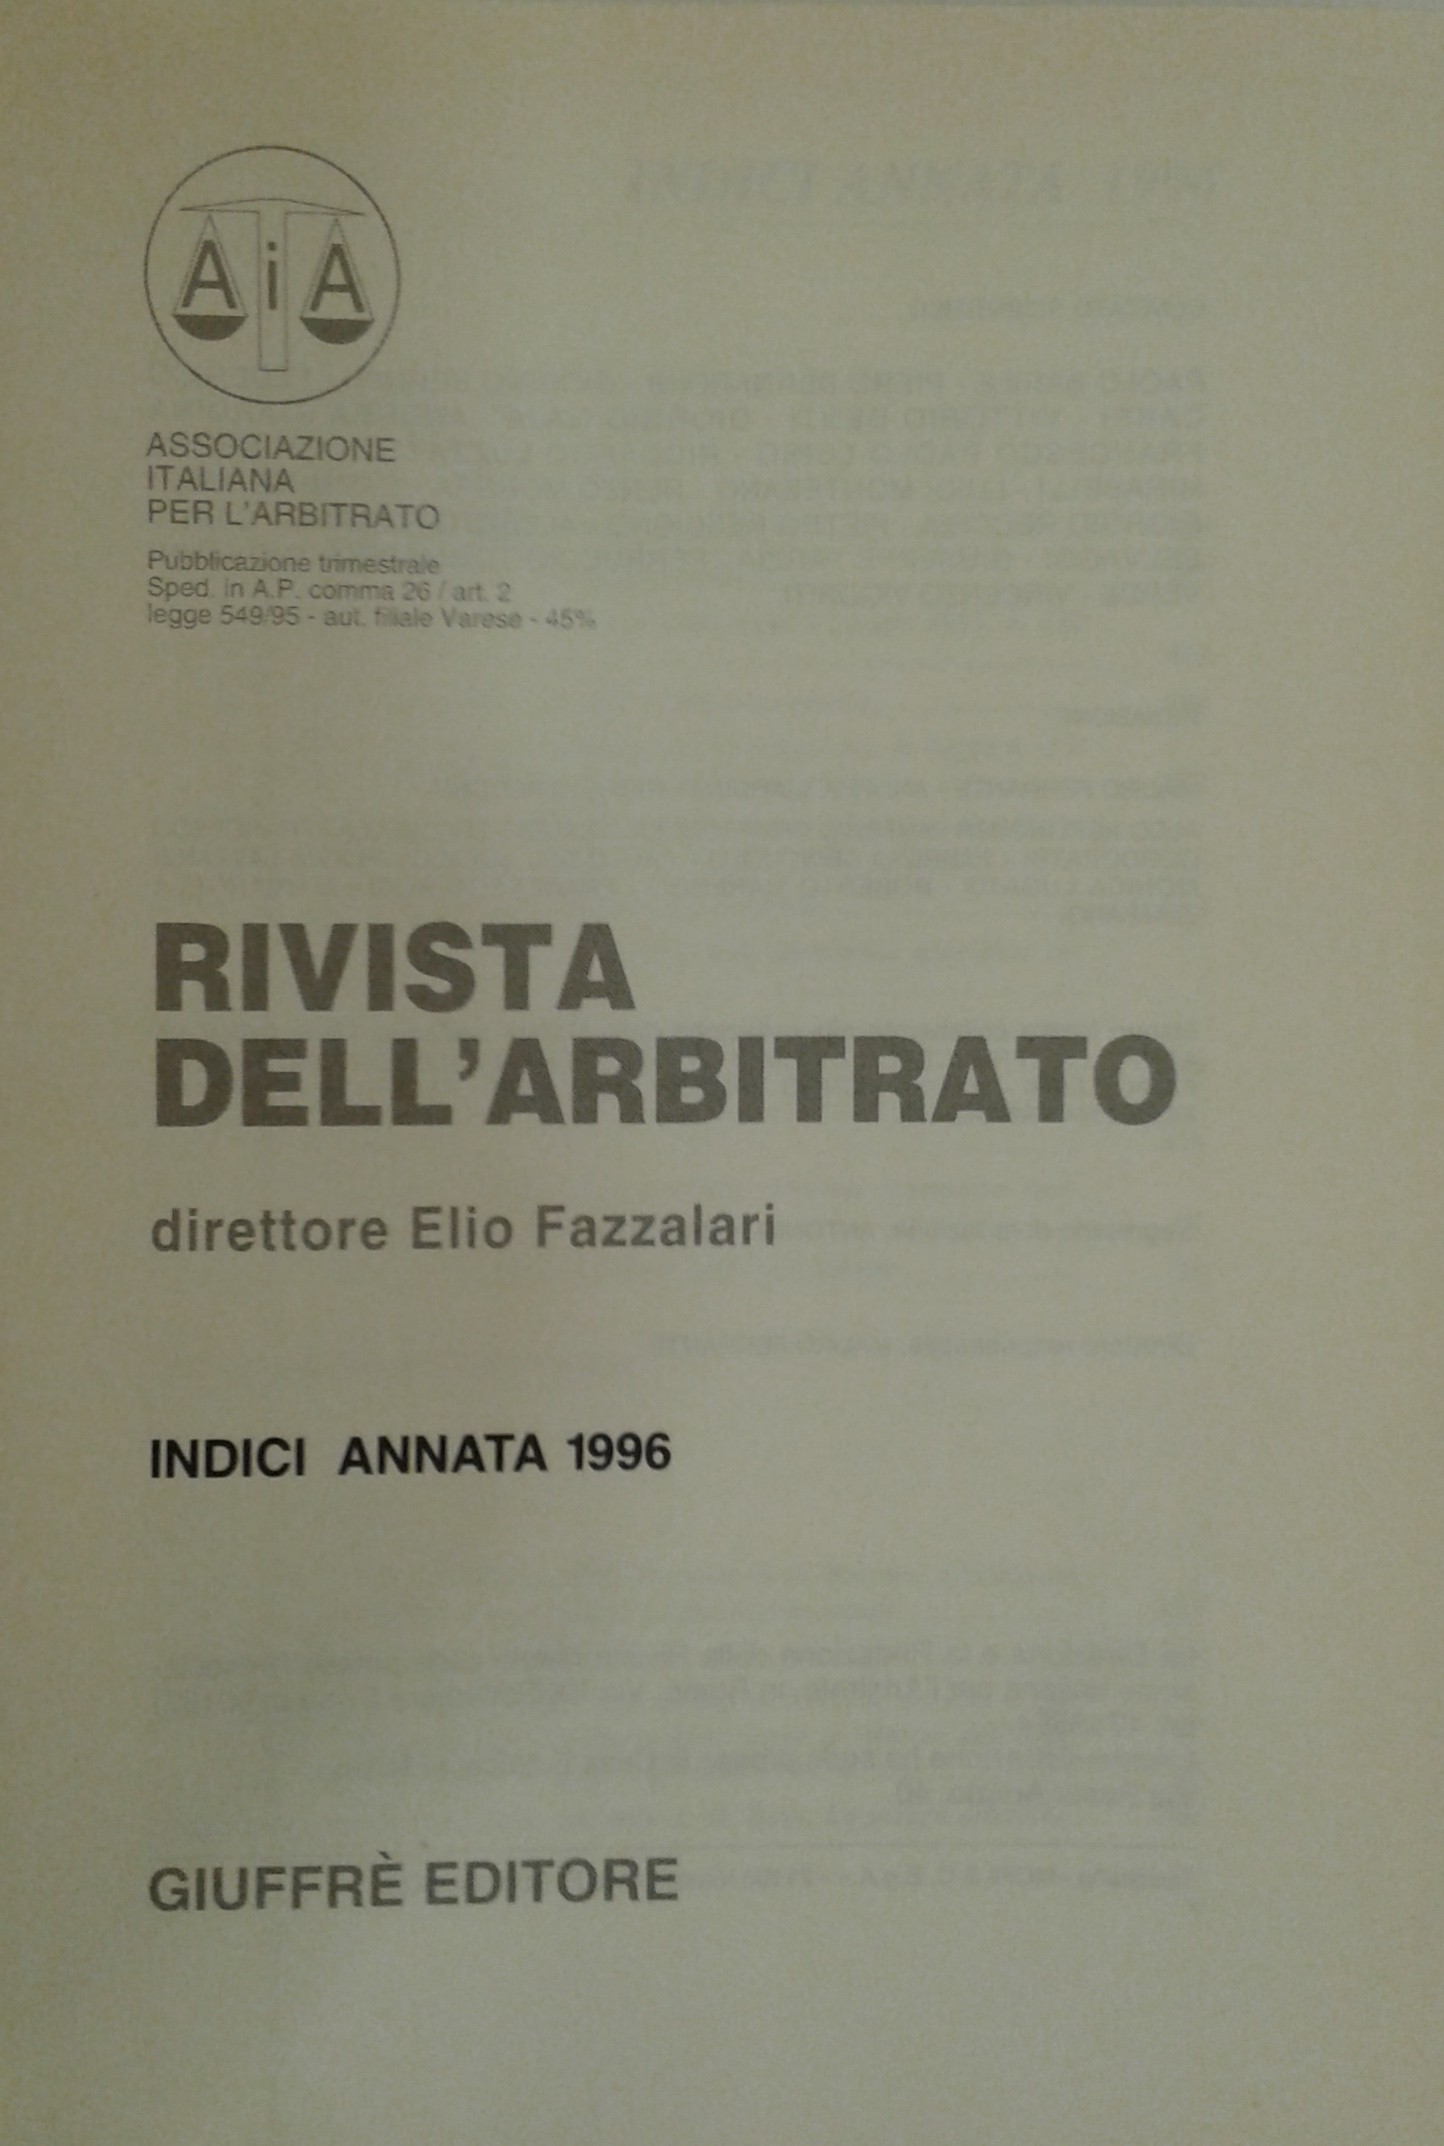 AiA
ASSOCIAZIONE
ITALIANA
PER L'ARBITRATO
Pubblicazione trimestrale
Sped. in A.P. comma 26 / art. 2
legge 549/95 - aut. filiale Varese - 45%
RIVISTA
DELL'ARBITRATO
direttore Elio Fazzalari
INDICI ANNATA 1996
GIUFFRÈ EDITORE